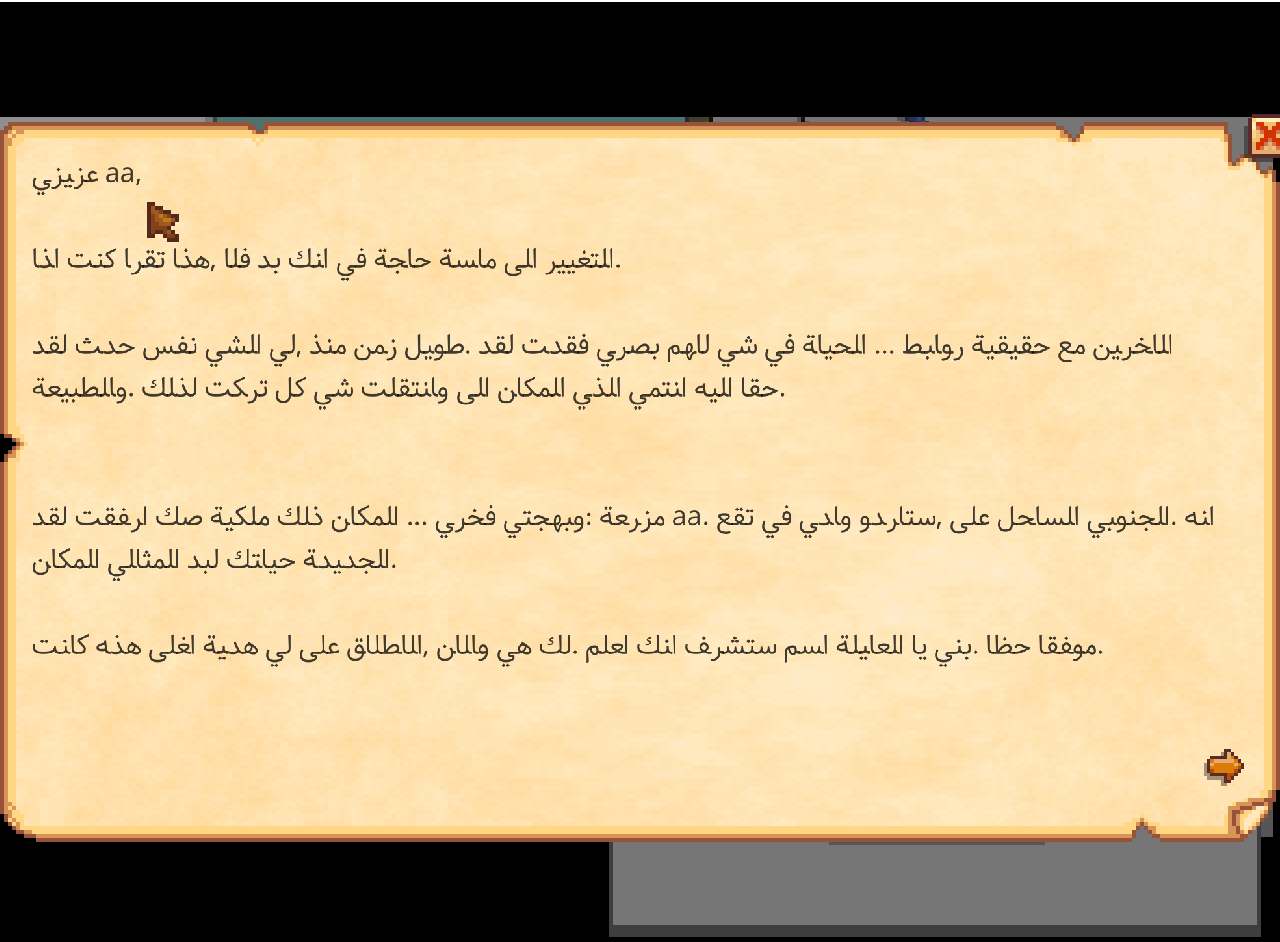 عزيزي aa,
اذا كنت تقرا هذا, فلا بد انك في حاجة ماسة الى التغيير.
لقد حدث نفس الشي لي, منذ زمن طويل. لقد فقدت بصري لاهم شي في الحياة ... روابط حقيقية مع الاخرين
والطبيعة. لذلك تركت كل شي وانتقلت الى المكان الذي انتمي اليه حقا.
لقد ارفقت صك ملكية ذلك المكان ... فخري وبهجتي: مزرعة aa. تقع في وادي ستاردو, على الساحل الجنوبي. انه
المكان المثالي لبد حياتك الجديدة.
كانت هذه اغلى هدية لي على الاطلاق, والان هي لك. اعلم انك ستشرف اسم العايلة يا بني. حظا موفقا.